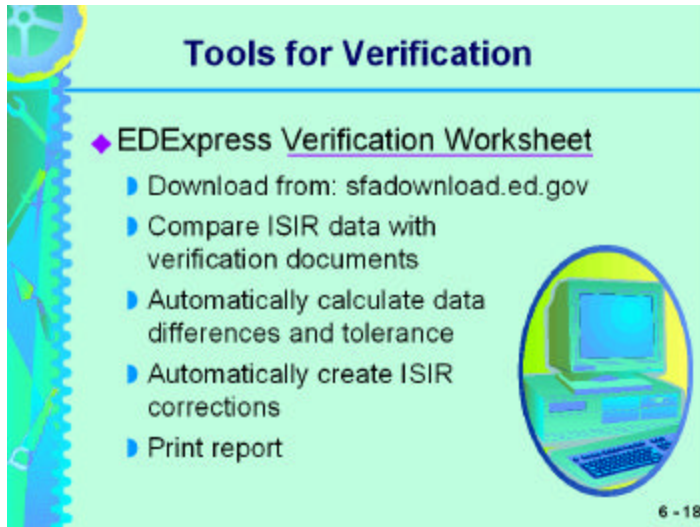 Tools for Verification
EDExpress Verification Worksheet
Download from: sfadownload.ed.gov
Compare ISIR data with
verification documents
Automatically calculate data
differences and tolerance
Automatically create ISIR
corrections
Print report
6 - 18